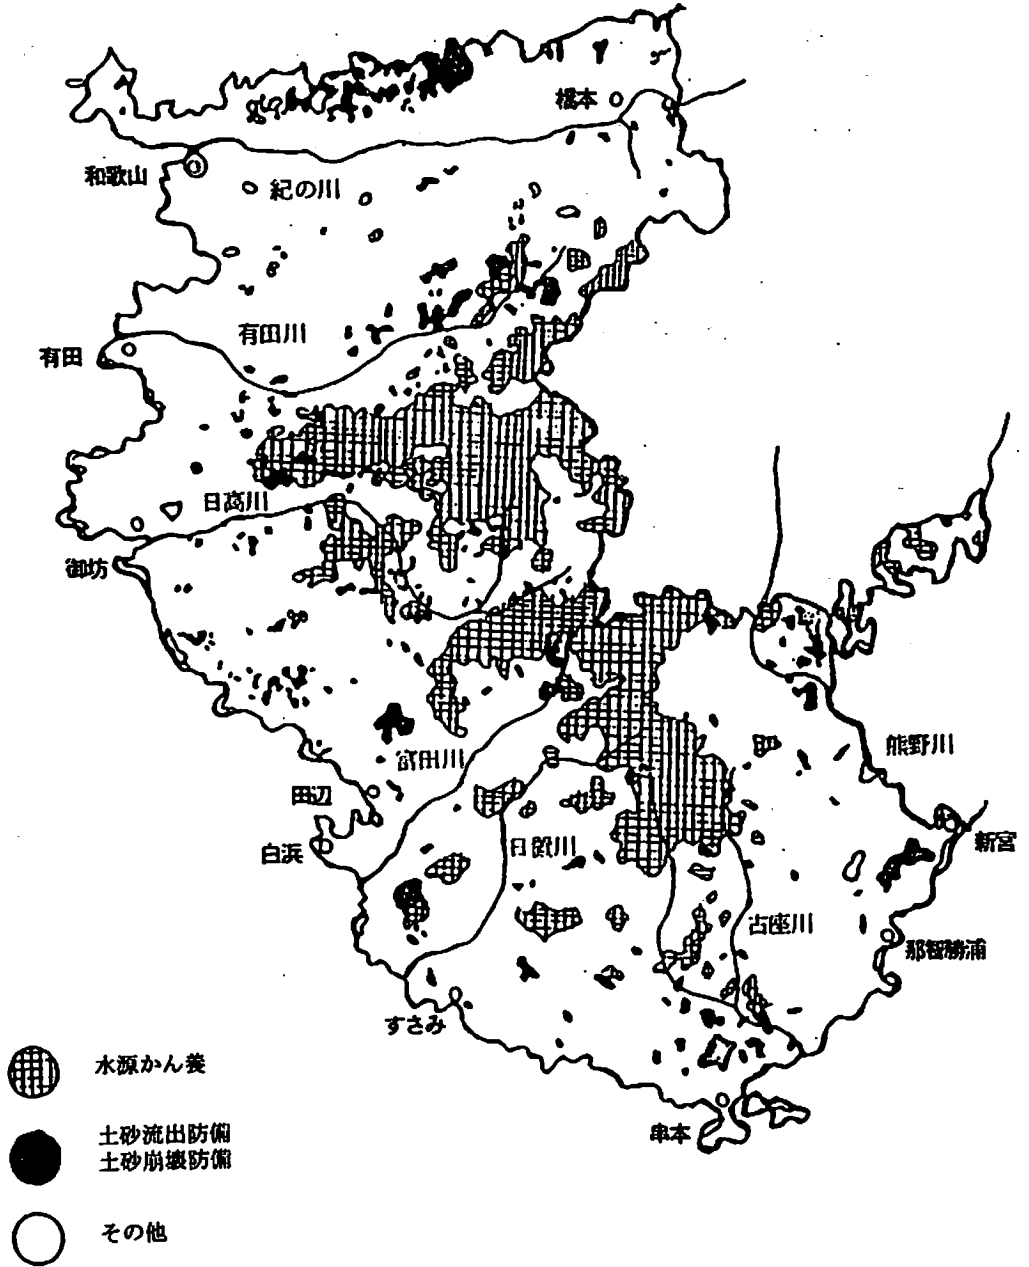 橋本
和歌山
紀の川
有田川
有田
日高川
御坊
富田川
熊野川
田辺
日置川
新宮
白浜
古座川
那智勝浦
すさみ
水源かん養
串本
土砂流出防備
土砂崩壊防備
その他